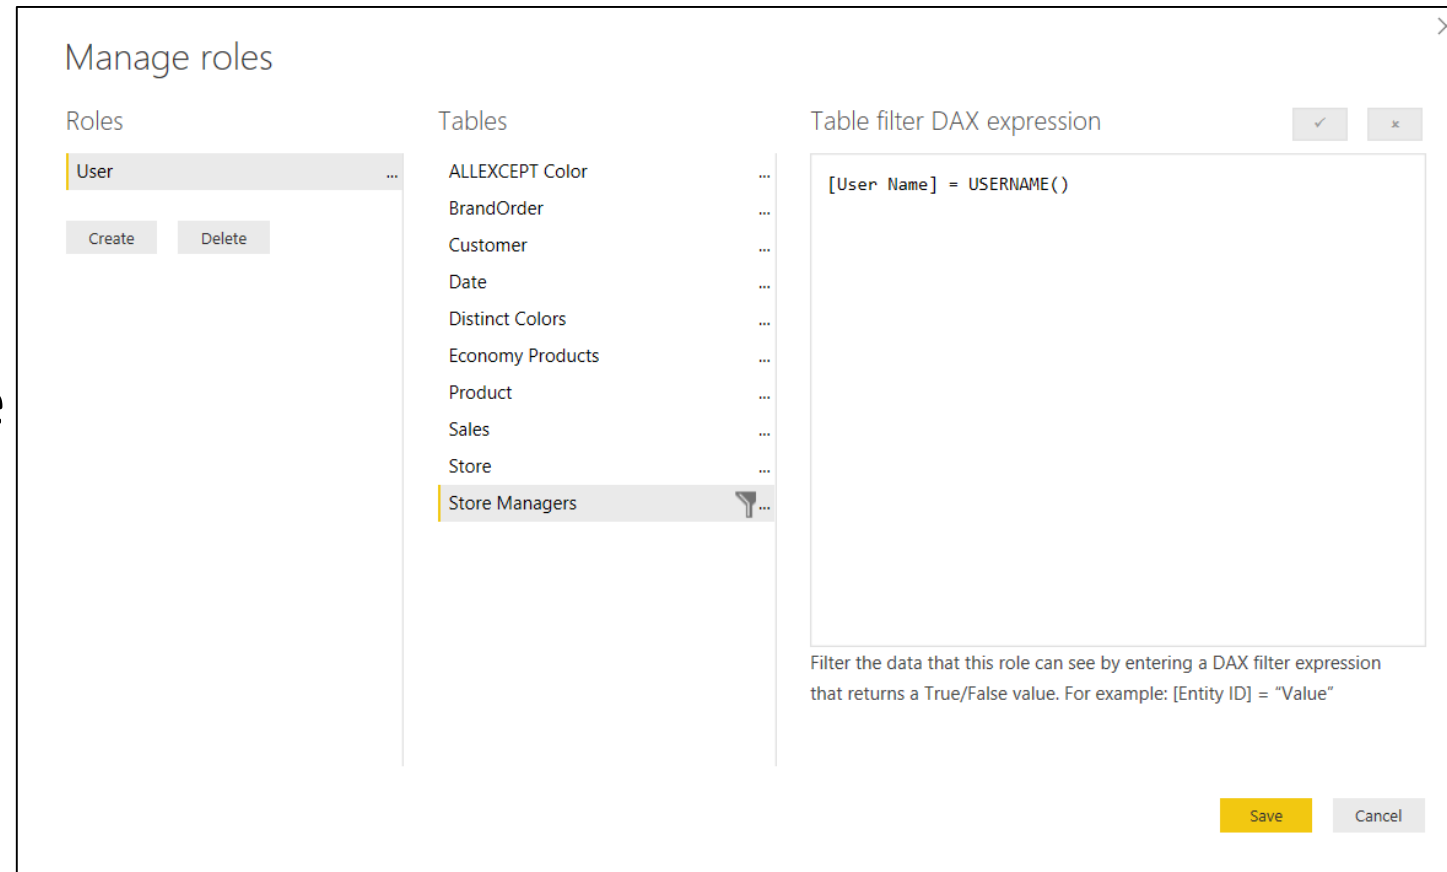 Manage roles
Roles
Tables
Table filter DAX expression
User ...
Create Delete
ALLEXCEPT Color ...
BrandOrder ...
Customer ...
Date ...
Distinct Colors ...
Economy Products ...
Product ...
Sales ...
Store ...
Store Managers ...
[User Name] = USERNAME()
Filter the data that this role can see by entering a DAX filter expression
that returns a True/False value. For example: [Entity ID] = “Value”
Save Cancel
e